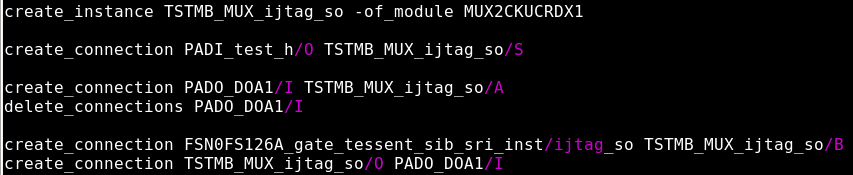 create_instance TSTMB_MUX_ijtag_so -of_module MUX2CKUCRDX1
create_connection PADI_test_h/O TSTMB_MUX_ijtag_so/S
create_connection PADO_DOA1/I TSTMB_MUX_ijtag_so/A
delete_connections PADO_DOA1/I
create_connection FSN0FS126A_gate_tessent_sib_sri_inst/ijtag_so TSTMB_MUX_ijtag_so/B
create_connection TSTMB_MUX_ijtag_so/O PADO_DOA1/I